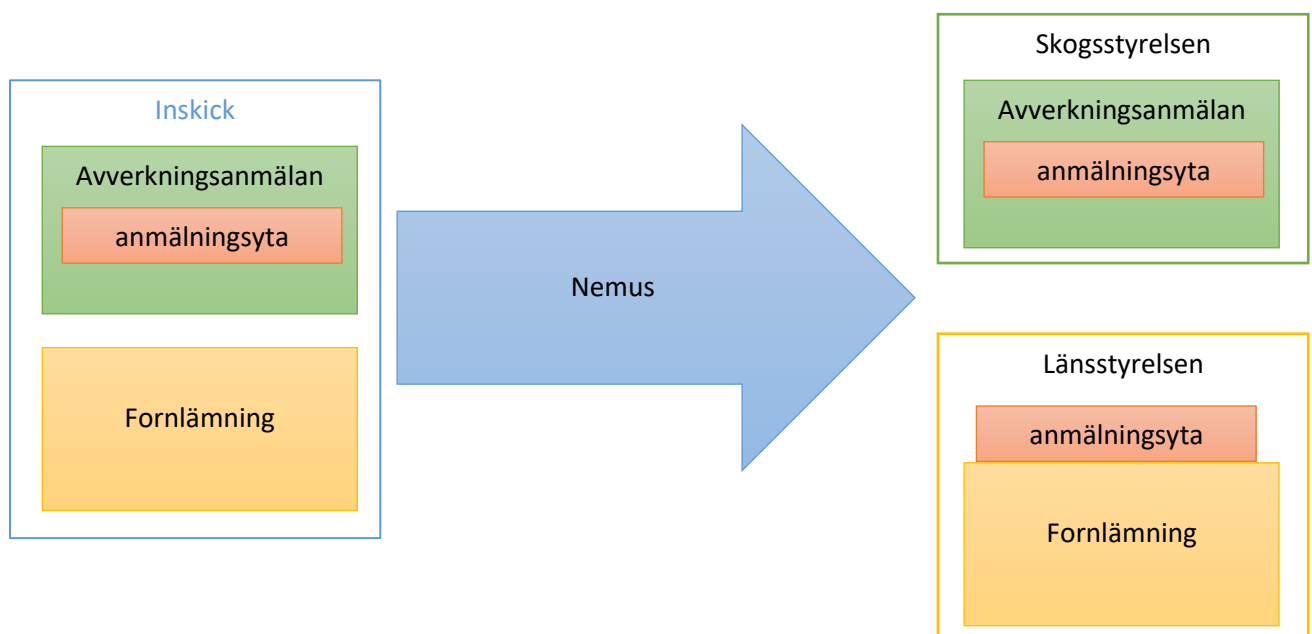 Inskick
Avverkningsanmälan
anmälningsyta
Fornlämning
Nemus
Skogsstyrelsen
Avverkningsanmälan
anmälningsyta
Länsstyrelsen
anmälningsyta
Fornlämning